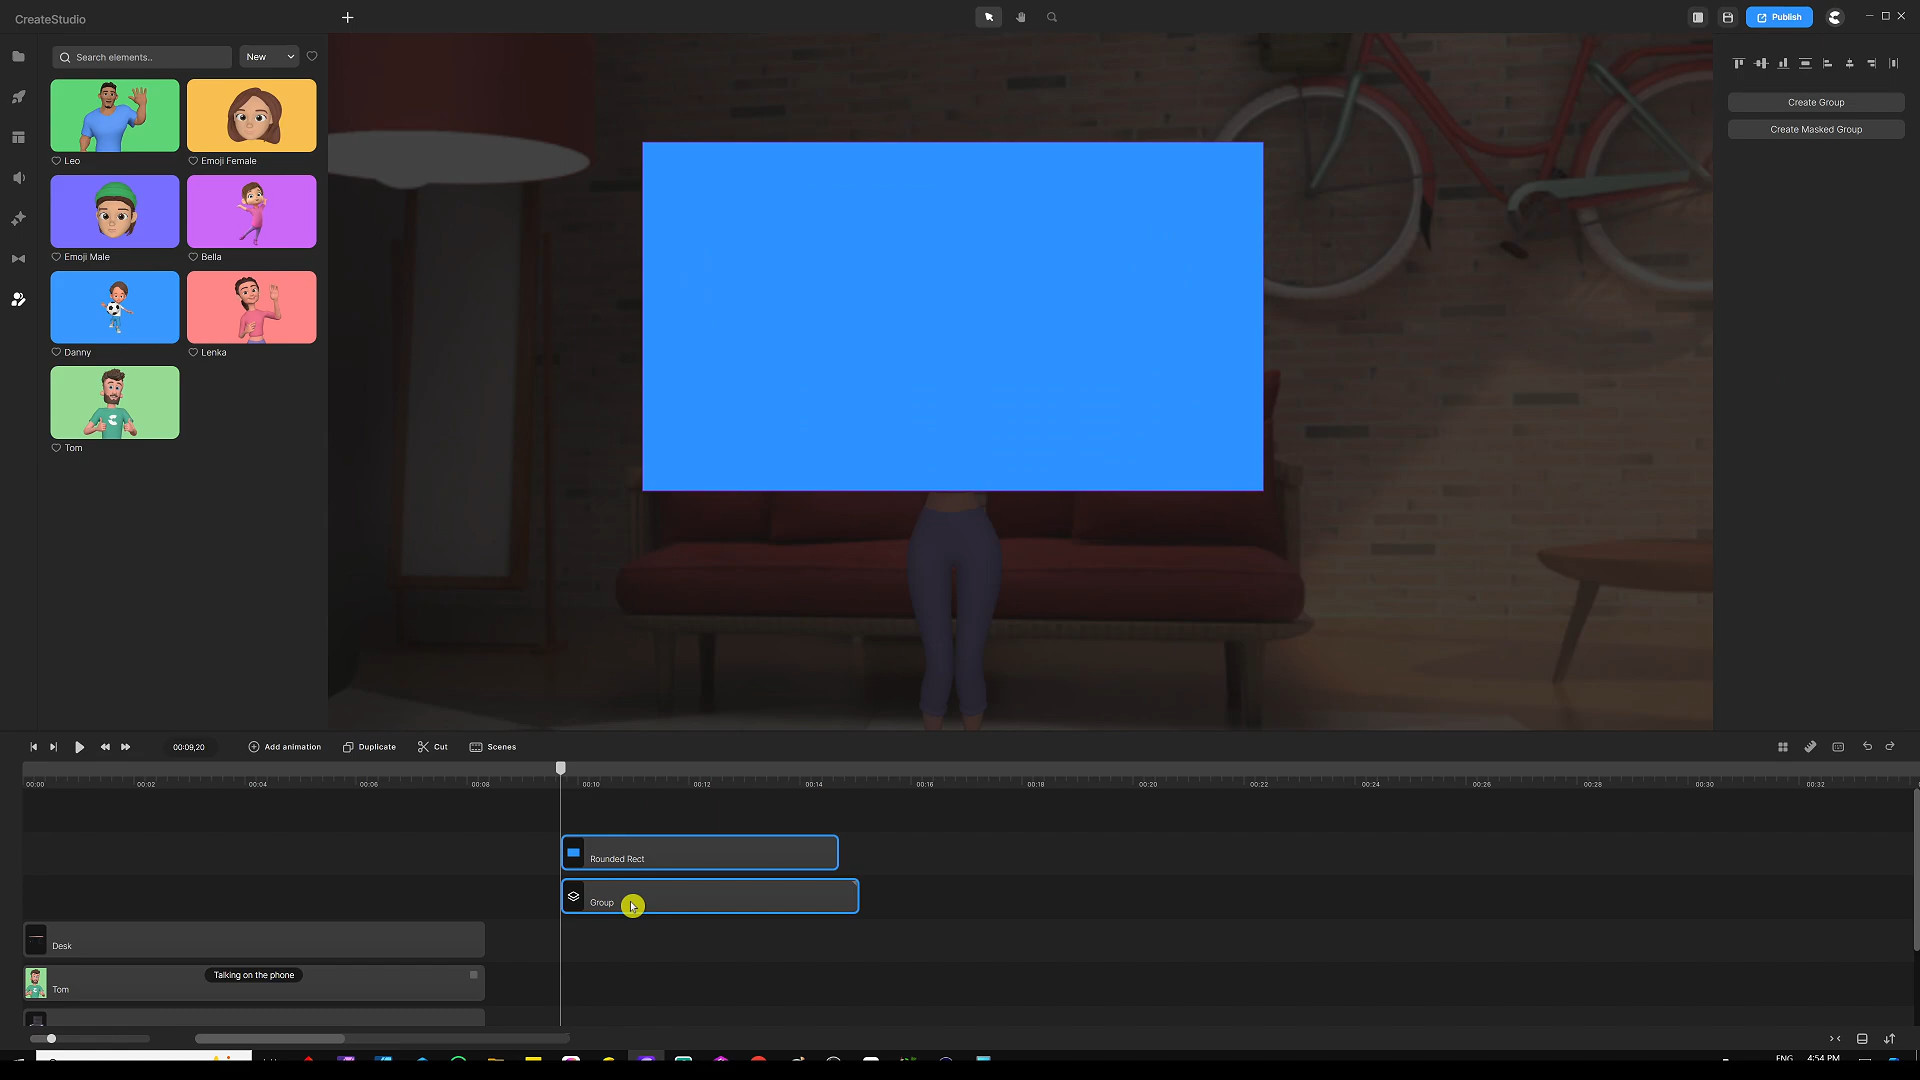 CreateStudio
Publish
Search elements..
New
Leo
Emoji Female
Emoji Male
Bella
Danny
Lenka
Tom
Create Group
Create Masked Group
00:09,20
Add animation
Duplicate
Cut
Scenes
00:00
00:02
00:04
00:06
00:08
00:10
00:12
00:14
00:16
00:18
00:20
00:22
00:24
00:26
00:28
00:30
00:32
Rounded Rect
Group
Desk
Talking on the phone
Tom
ENG
4:54 PM